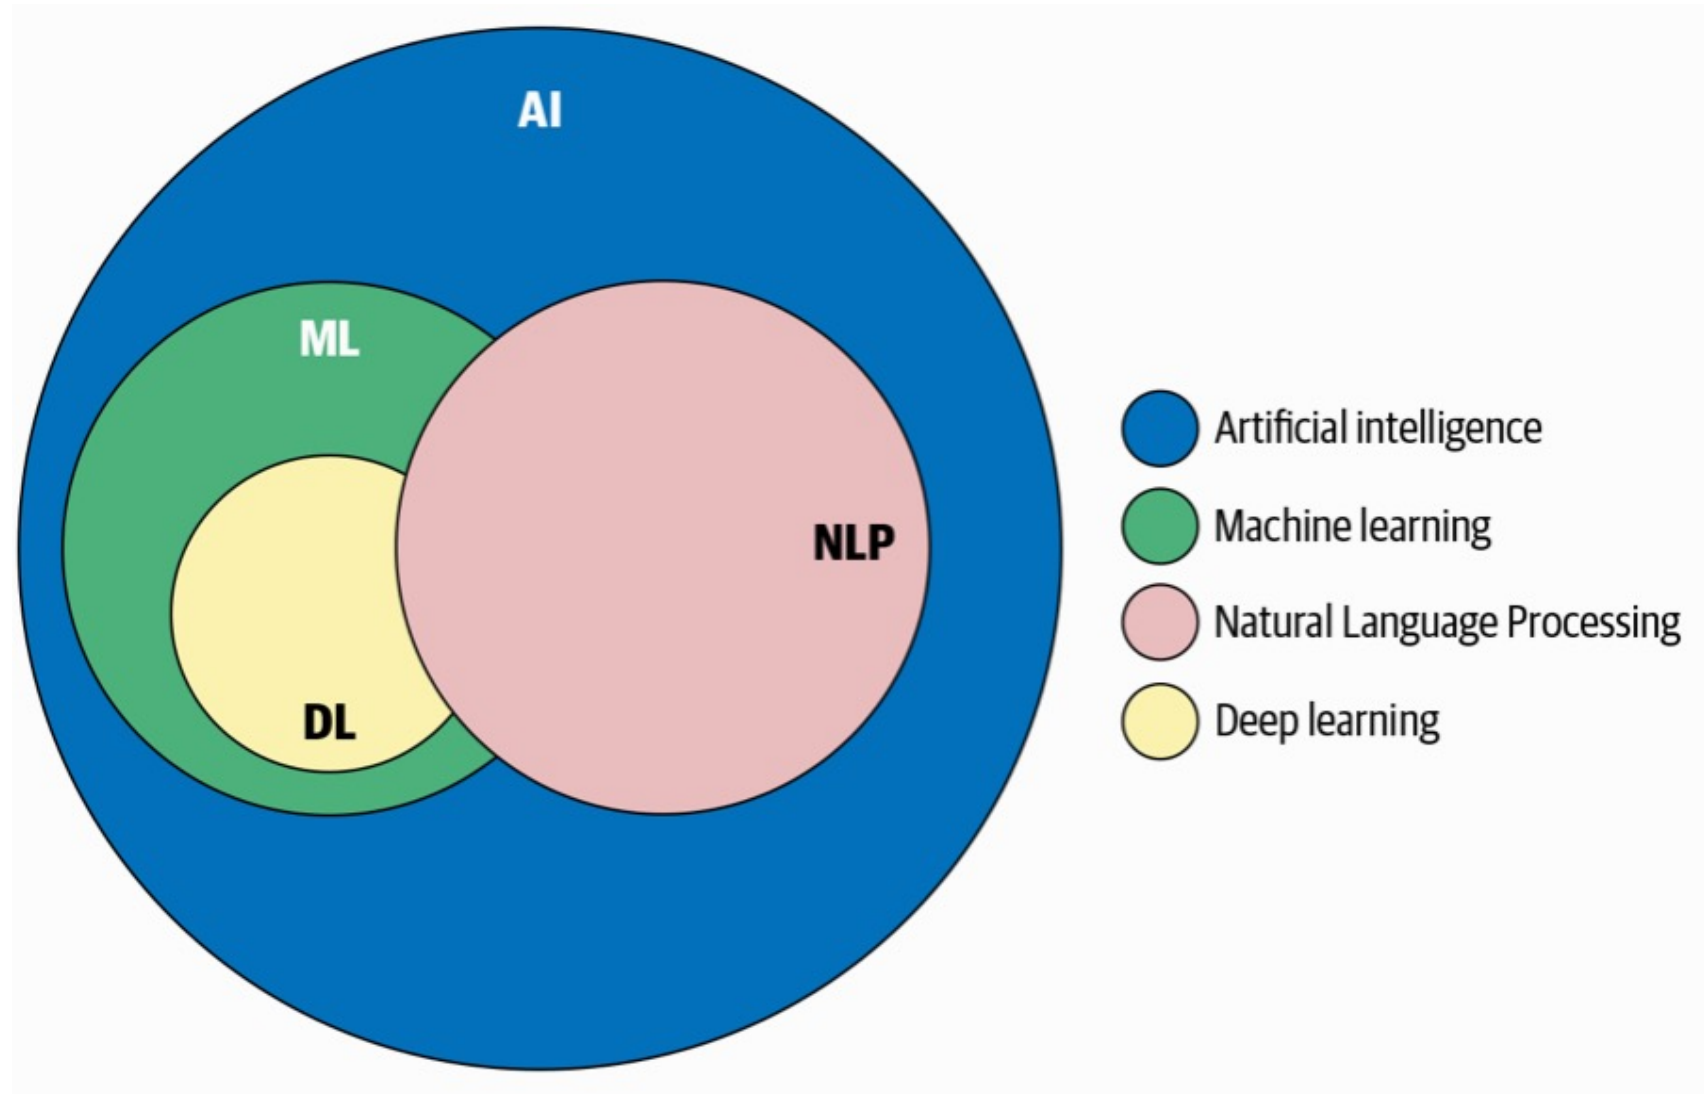 AI
ML
NLP
DL
Artificial intelligence
Machine learning
Natural Language Processing
Deep learning